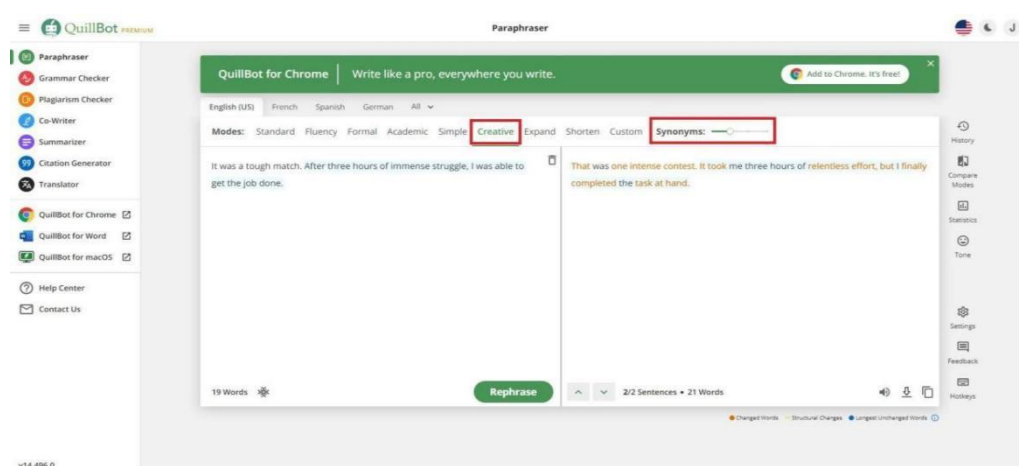 QuillBot PREMIUM
Paraphraser
J
Paraphraser
Grammar Checker
Plagiarism Checker
Co-Writer
Summarizer
Citation Generator
Translator
QuillBot for Chrome
QuillBot for Word
QuillBot for macOS
Help Center
Contact Us
QuillBot for Chrome | Write like a pro, everywhere you write.
Add to Chrome. It's free!
English (US) French Spanish German All
Modes: Standard Fluency Formal Academic Simple Creative Expand Shorten Custom Synonyms:
It was a tough match. After three hours of immense struggle, I was able to
get the job done.
That was one intense contest. It took me three hours of relentless effort, but I finally
completed the task at hand.
19 Words
Rephrase
2/2 Sentences • 21 Words
History
Compare
Modes
Statistics
Tone
Settings
Feedback
Hotkeys
Changed Words Structural Changes Longest Unchanged Words
v14.496.0